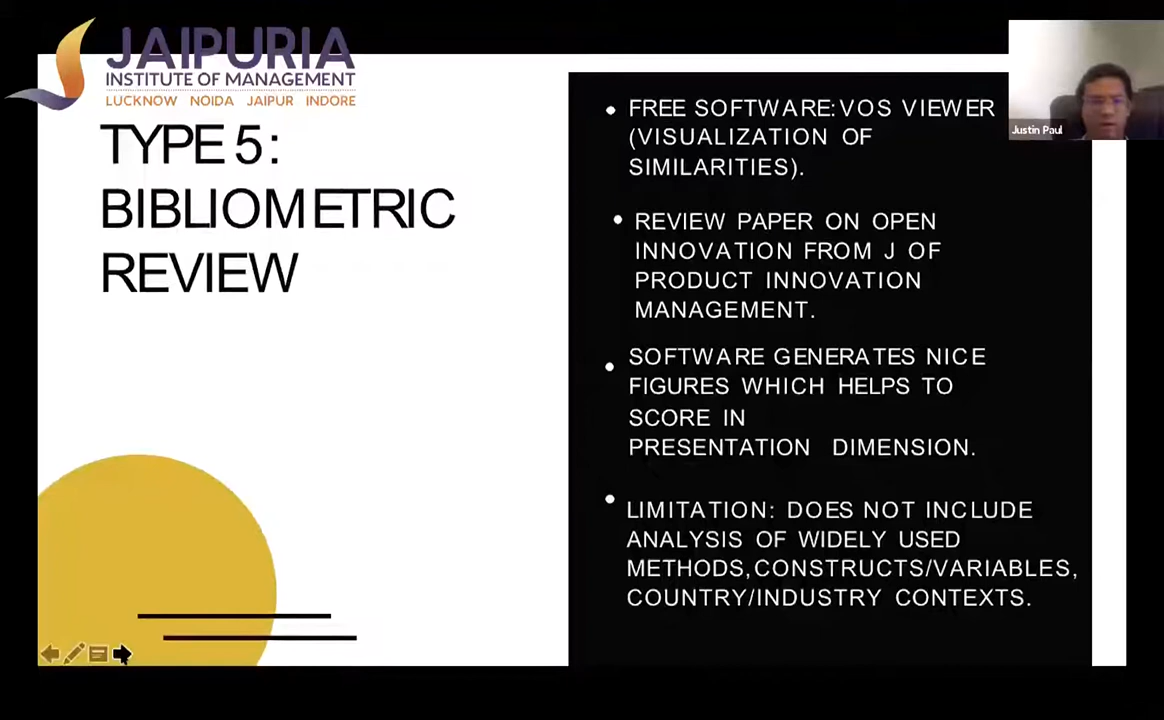 JAIPURIA
INSTITUTE OF MANAGEMENT
LUCKNOW NOIDA JAIPUR INDORE
TYPE 5:
BIBLIOMETRIC
REVIEW
FREE SOFTWARE: VOS VIEWER
(VISUALIZATION OF
SIMILARITIES).
REVIEW PAPER ON OPEN
INNOVATION FROM J OF
PRODUCT INNOVATION
MANAGEMENT.
SOFTWARE GENERATES NICE
FIGURES WHICH HELPS TO
SCORE IN
PRESENTATION DIMENSION.
LIMITATION: DOES NOT INCLUDE
ANALYSIS OF WIDELY USED
METHODS,CONSTRUCTS/VARIABLES,
COUNTRY/INDUSTRY CONTEXTS.
Justin Paul